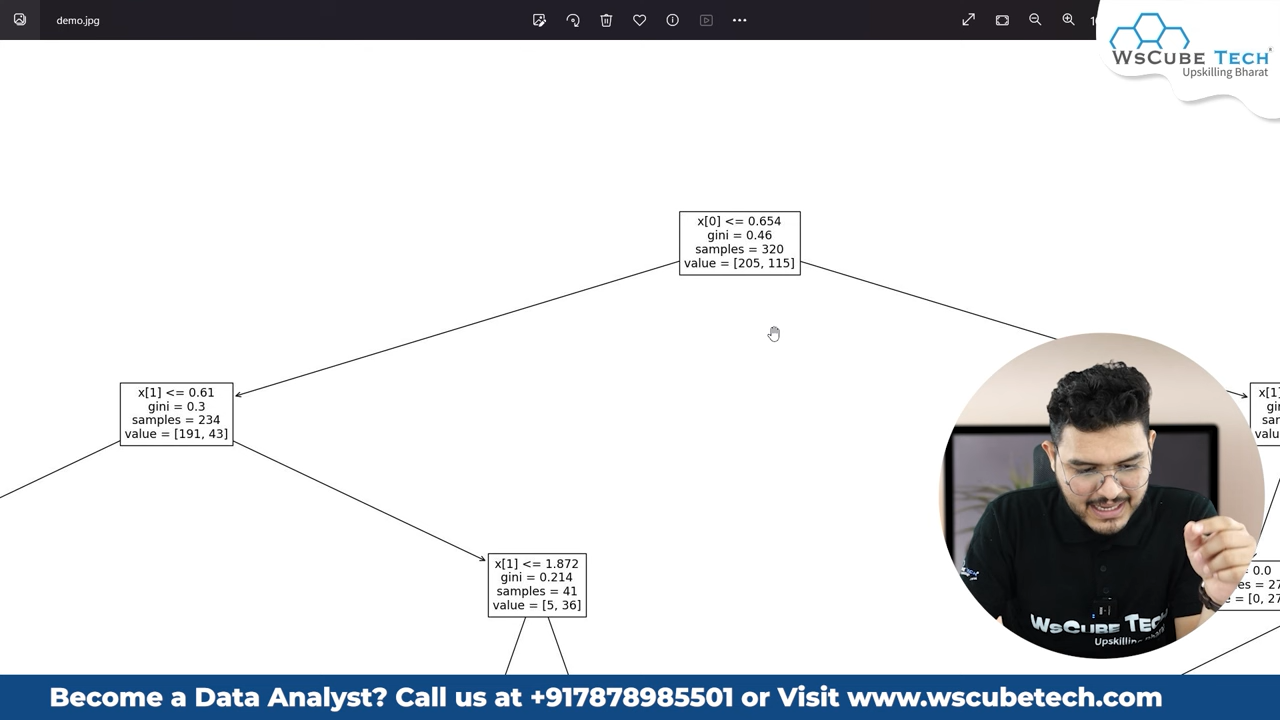 demo.jpg
WsCube Tech
Upskilling Bharat
x[0] <= 0.654
gini = 0.46
samples = 320
value = [205, 115]
x[1] <= 0.61
gini = 0.3
samples = 234
value = [191, 43]
x[1] <= 1.872
gini = 0.214
samples = 41
value = [5, 36]
WsCube Tec
Upskilling
Become a Data Analyst? Call us at +917878985501 or Visit www.wscubetech.com